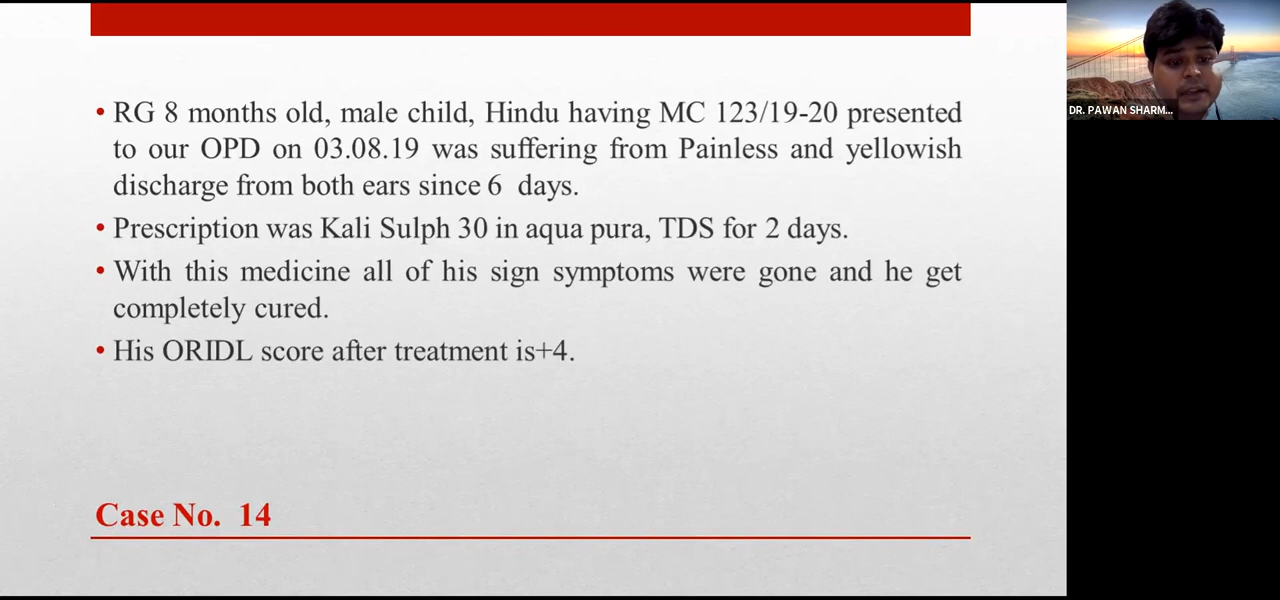 • RG 8 months old, male child, Hindu having MC 123/19-20 presented
to our OPD on 03.08.19 was suffering from Painless and yellowish
discharge from both ears since 6 days.
• Prescription was Kali Sulph 30 in aqua pura, TDS for 2 days.
• With this medicine all of his sign symptoms were gone and he get
completely cured.
• His ORIDL score after treatment is+4.
Case No. 14
DR. PAWAN SHARM...